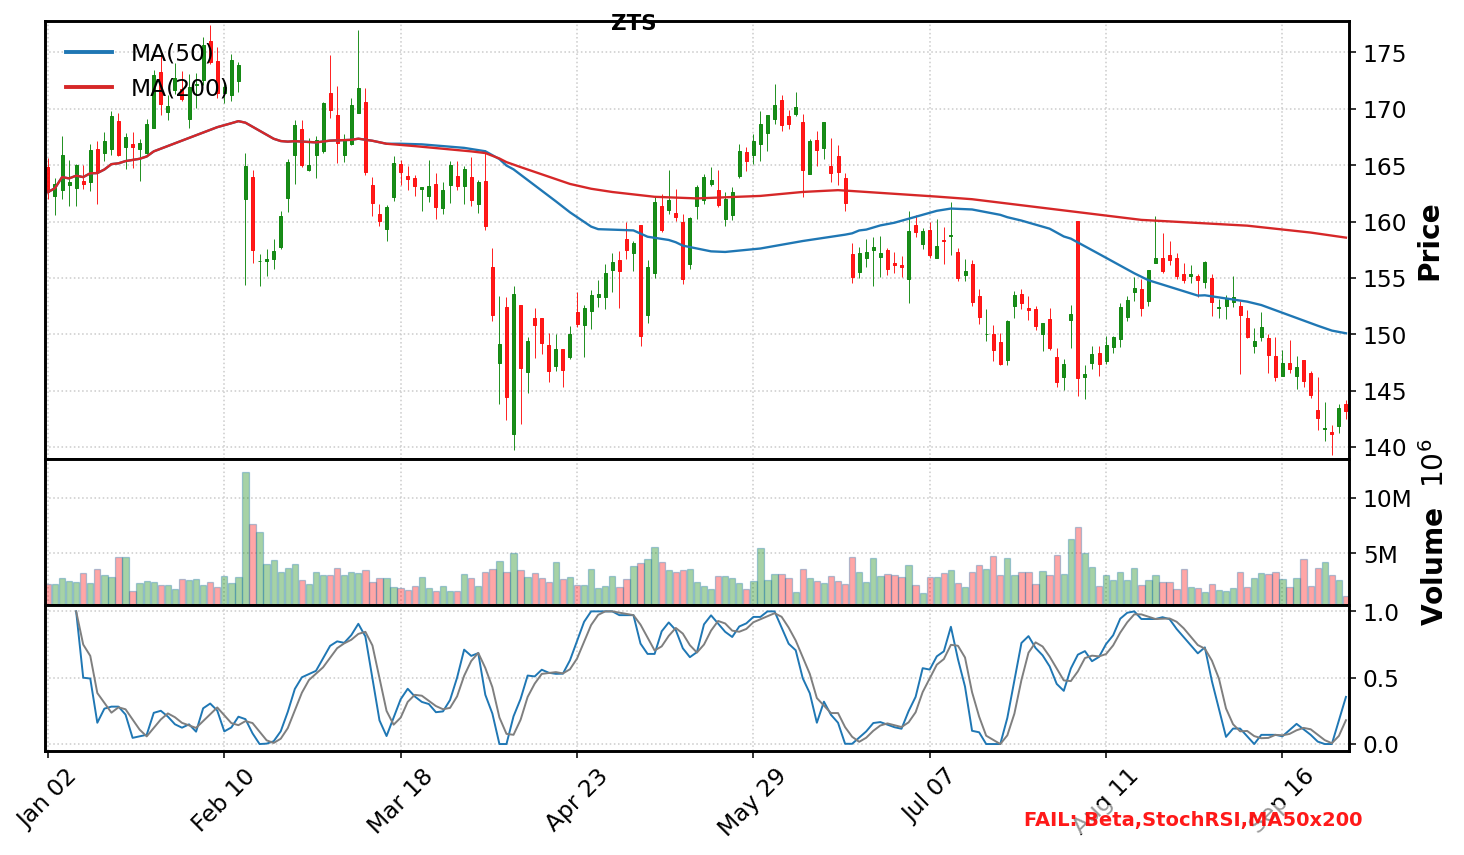 ZTS
MA(50)
MA(200)
175
170
165
160
155
150
145
140
Price
10M
5M
Volume 10⁶
1.0
0.5
0.0
Jan 02
Feb 10
Mar 18
Apr 23
May 29
Jul 07
Aug 11
Sep 16
FAIL: Beta,StochRSI,MA50x200